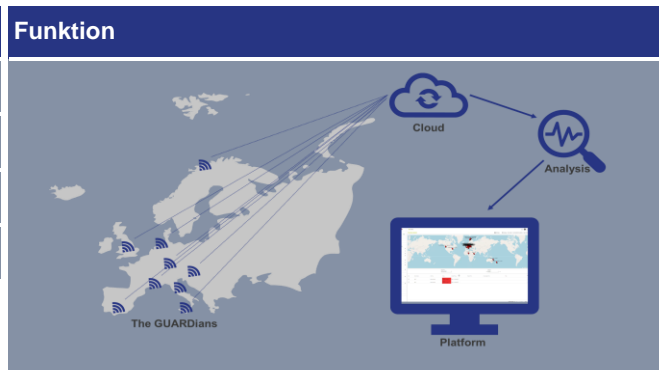 Funktion
Cloud
Analysis
The GUARDians
Platform